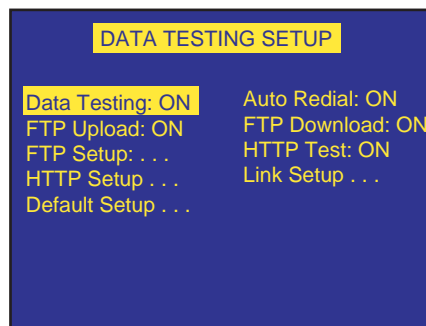 DATA TESTING SETUP
Data Testing: ON
FTP Upload: ON
FTP Setup: . . .
HTTP Setup . . .
Default Setup . . .
Auto Redial: ON
FTP Download: ON
HTTP Test: ON
Link Setup . . .